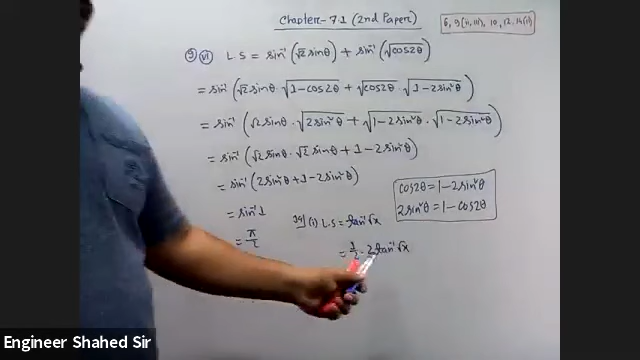 Chapter-7.1 (2nd Paper)
6, 9(ii, iii), 10, 12, 14(i)
9 vi L.S = sin⁻¹(√2 sinθ) + sin⁻¹(√cos2θ)
= sin⁻¹(√2 sinθ · √1-cos2θ + √cos2θ · √1-2sin²θ)
= sin⁻¹(√2 sinθ · √2sin²θ + √1-2sin²θ · √1-2sin²θ)
= sin⁻¹(√2 sinθ · √2 sinθ + 1-2sin²θ)
= sin⁻¹(2sin²θ + 1-2sin²θ)
= sin⁻¹ 1
= π/2
(i) L.S = tan⁻¹√x
= 1/2 · 2tan⁻¹√x
cos2θ = 1-2sin²θ
2sin²θ = 1-cos2θ
Engineer Shahed Sir